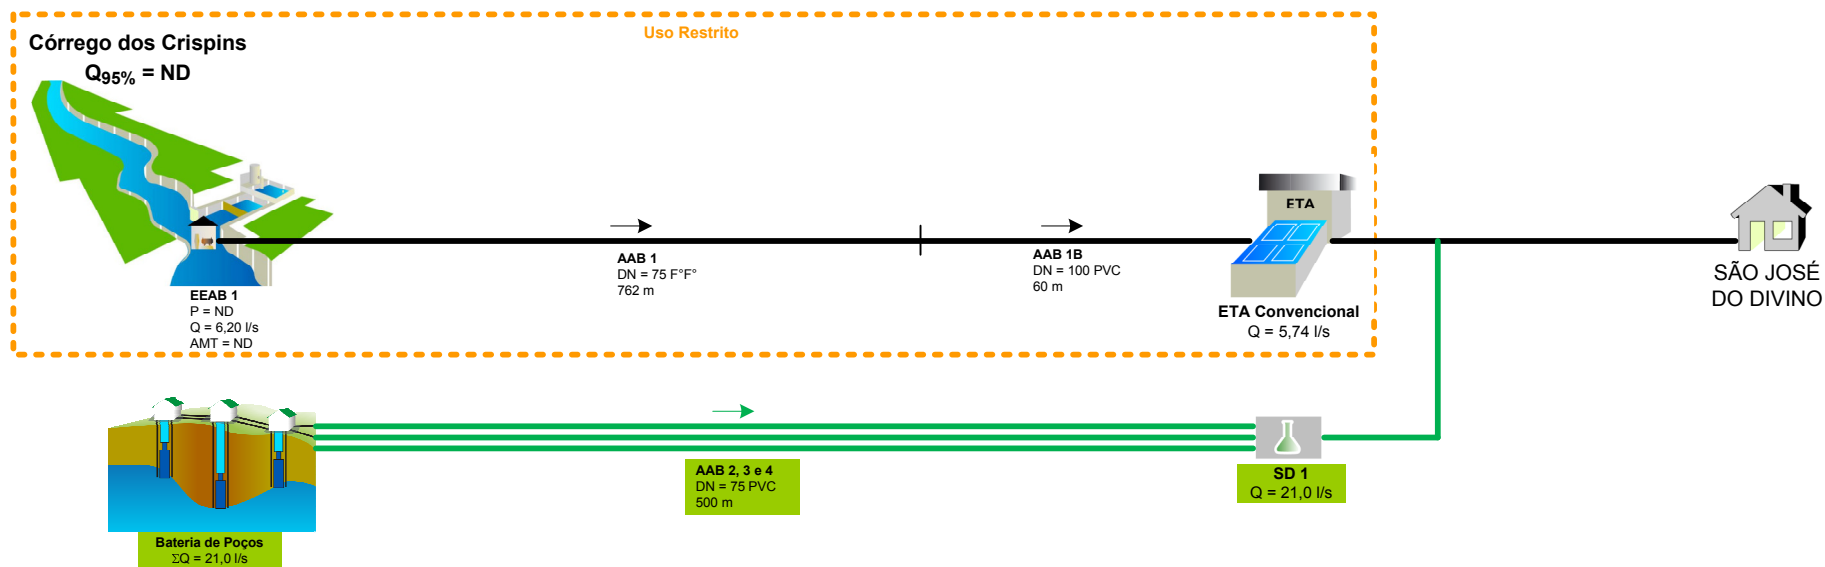 Uso Restrito
Córrego dos Crispins
Q95% = ND
ETA
AAB 1
DN = 75 F°F°
762 m
AAB 1B
DN = 100 PVC
60 m
EEAB 1
P = ND
Q = 6,20 l/s
AMT = ND
ETA Convencional
Q = 5,74 l/s
SÃO JOSÉ
DO DIVINO
AAB 2, 3 e 4
DN = 75 PVC
500 m
SD 1
Q = 21,0 l/s
Bateria de Poços
ΣQ = 21,0 l/s